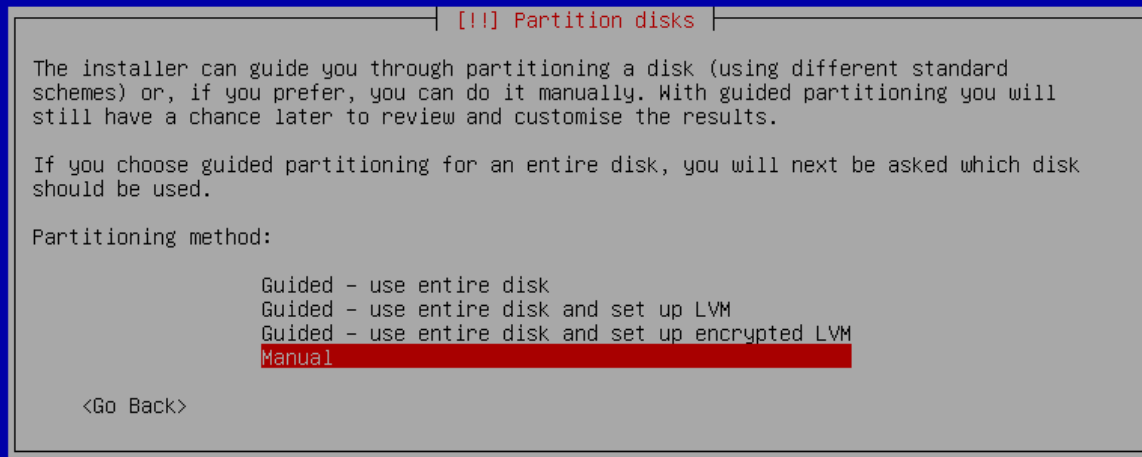 [!!] Partition disks
The installer can guide you through partitioning a disk (using different standard
schemes) or, if you prefer, you can do it manually. With guided partitioning you will
still have a chance later to review and customise the results.
If you choose guided partitioning for an entire disk, you will next be asked which disk
should be used.
Partitioning method:
Guided - use entire disk
Guided - use entire disk and set up LVM
Guided - use entire disk and set up encrypted LVM
Manual
<Go Back>